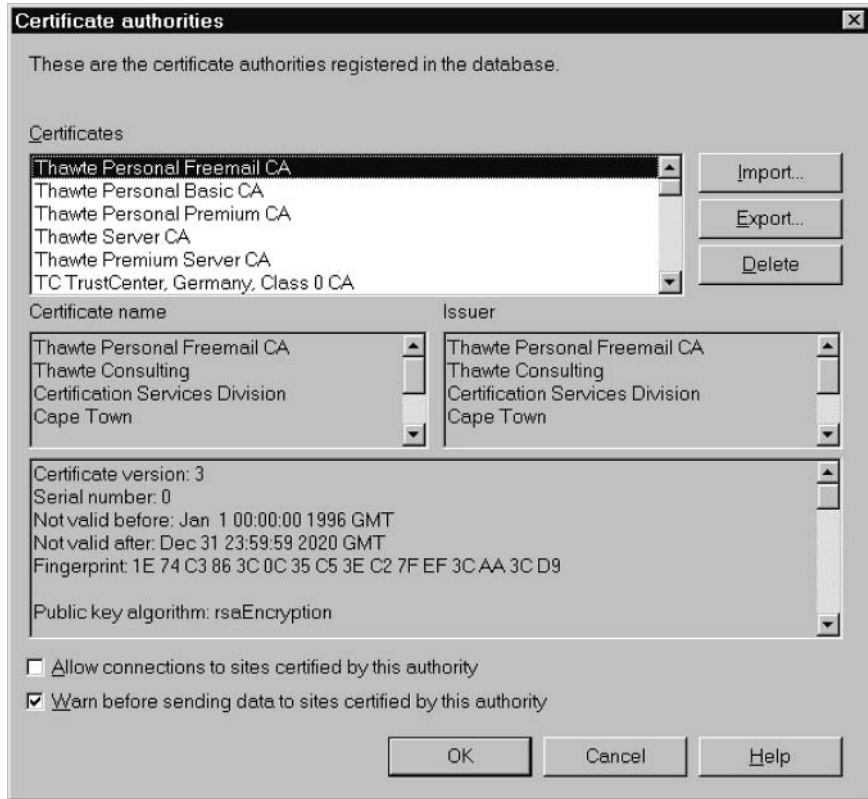 Certificate authorities
These are the certificate authorities registered in the database.
Certificates
Thawte Personal Freemail CA
Thawte Personal Basic CA
Thawte Personal Premium CA
Thawte Server CA
Thawte Premium Server CA
TC TrustCenter, Germany, Class 0 CA
Import...
Export...
Delete
Certificate name
Thawte Personal Freemail CA
Thawte Consulting
Certification Services Division
Cape Town
Issuer
Thawte Personal Freemail CA
Thawte Consulting
Certification Services Division
Cape Town
Certificate version: 3
Serial number: 0
Not valid before: Jan 1 00:00:00 1996 GMT
Not valid after: Dec 31 23:59:59 2020 GMT
Fingerprint: 1E 74 C3 86 3C 0C 35 C5 3E C2 7F EF 3C AA 3C D9
Public key algorithm: rsaEncryption
Allow connections to sites certified by this authority
Warn before sending data to sites certified by this authority
OK
Cancel
Help